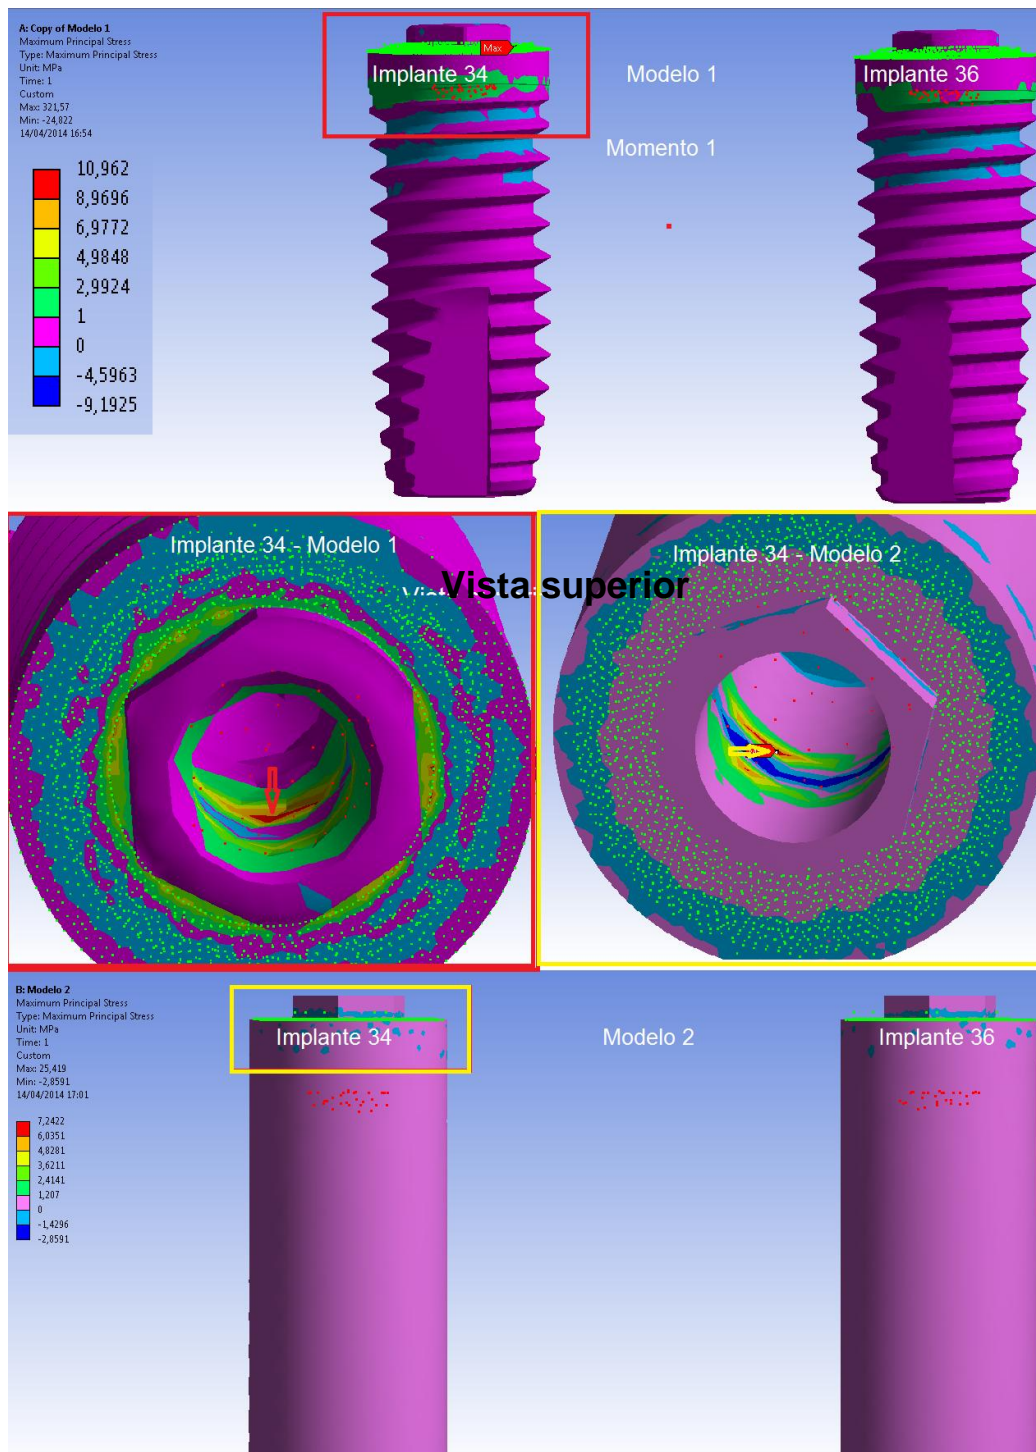 A: Copy of Modelo 1
Maximum Principal Stress
Type: Maximum Principal Stress
Unit: MPa
Time: 1
Custom
Max: 321,57
Min: -24,822
14/04/2014 16:54
10,962
8,9696
6,9772
4,9848
2,9924
1
0
-4,5963
-9,1925
Max
Implante 34
Modelo 1
Implante 36
Momento 1
Implante 34 - Modelo 1
Implante 34 - Modelo 2
Vista superior
B: Modelo 2
Maximum Principal Stress
Type: Maximum Principal Stress
Unit: MPa
Time: 1
Custom
Max: 25,419
Min: -2,8591
14/04/2014 17:01
7,2422
6,0351
4,8281
3,6211
2,4141
1,207
0
-1,4296
-2,8591
Implante 34
Modelo 2
Implante 36